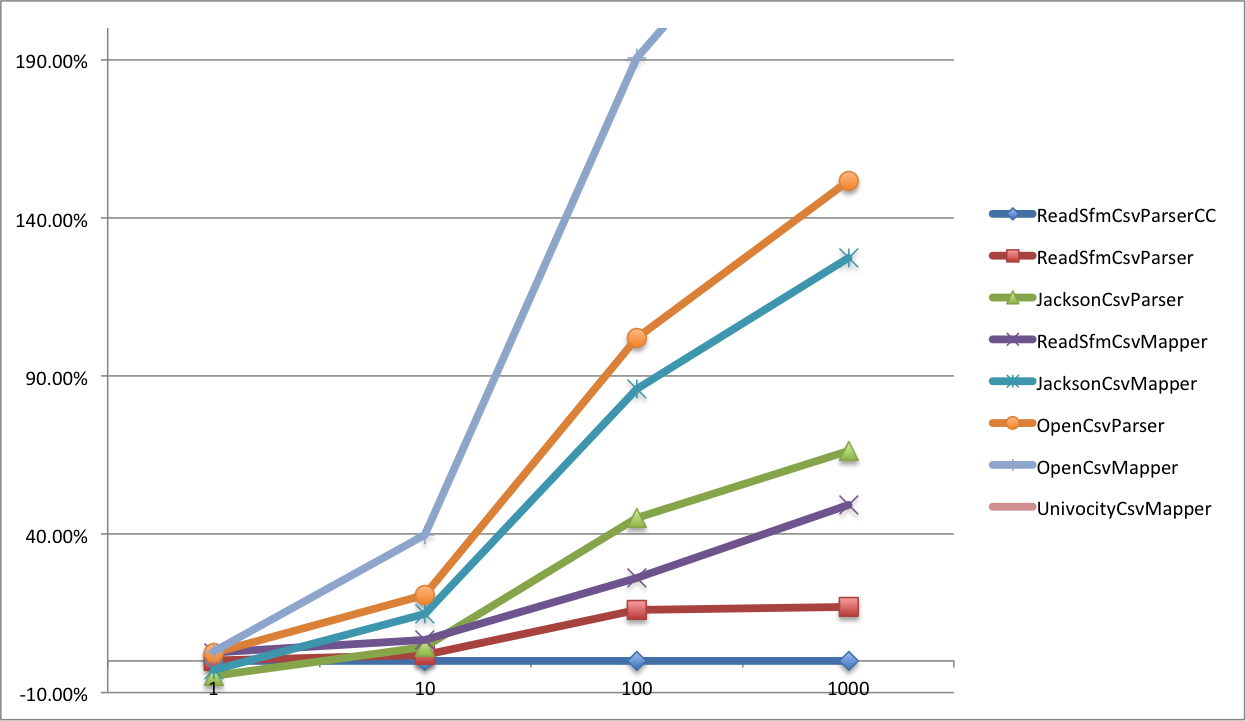 190.00%
140.00%
90.00%
40.00%
-10.00%
1
10
100
1000
ReadSfmCsvParserCC
ReadSfmCsvParser
JacksonCsvParser
ReadSfmCsvMapper
JacksonCsvMapper
OpenCsvParser
OpenCsvMapper
UnivocityCsvMapper